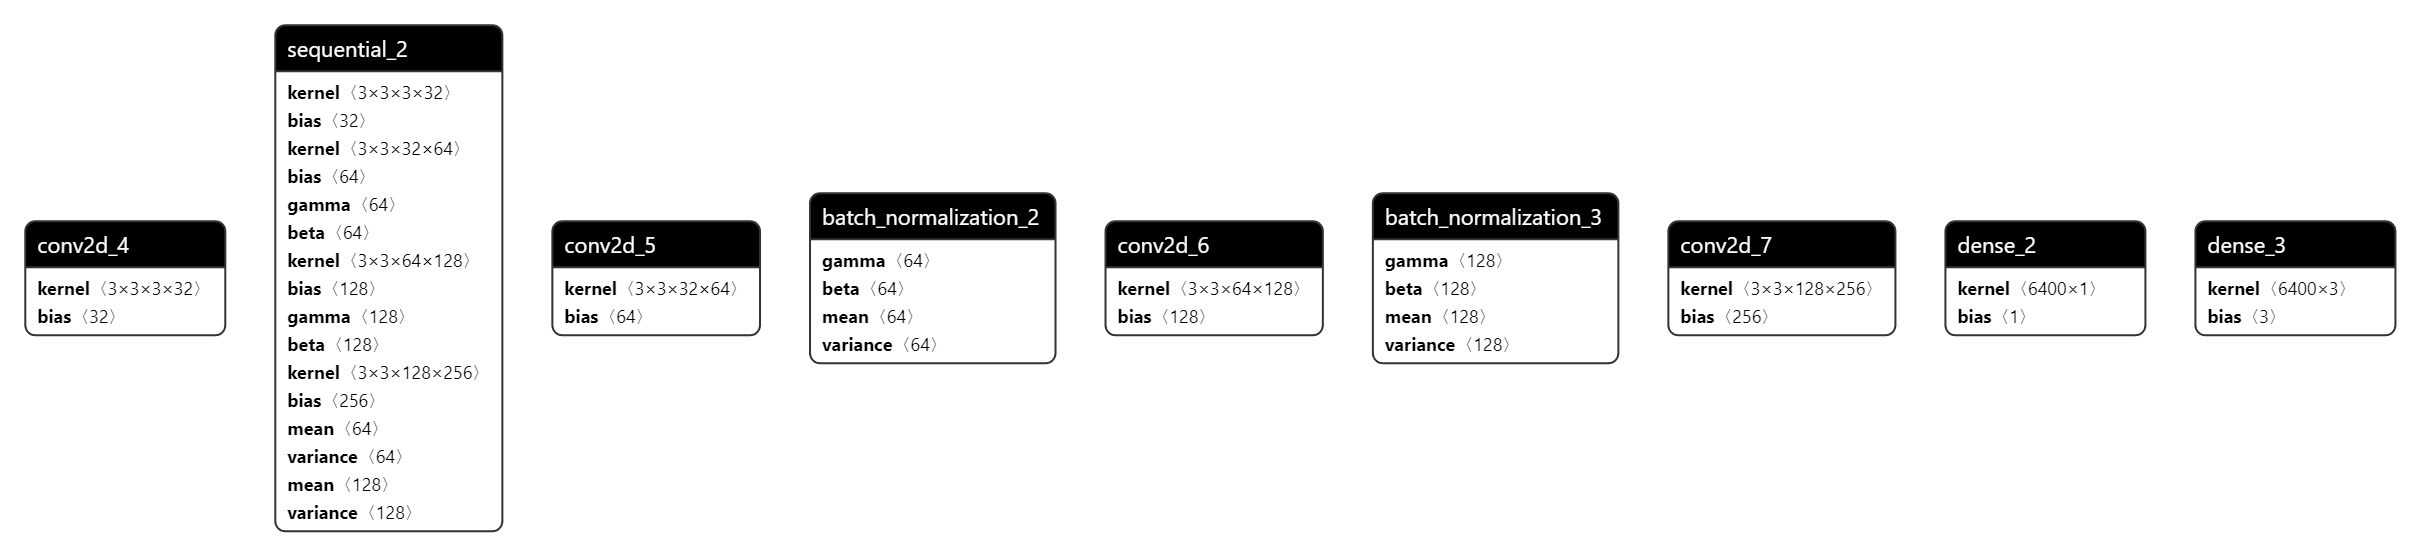 conv2d_4
kernel〈3×3×3×32〉
bias〈32〉
sequential_2
kernel〈3×3×3×32〉
bias〈32〉
kernel〈3×3×32×64〉
bias〈64〉
gamma〈64〉
beta〈64〉
kernel〈3×3×64×128〉
bias〈128〉
gamma〈128〉
beta〈128〉
kernel〈3×3×128×256〉
bias〈256〉
mean〈64〉
variance〈64〉
mean〈128〉
variance〈128〉
conv2d_5
kernel〈3×3×32×64〉
bias〈64〉
batch_normalization_2
gamma〈64〉
beta〈64〉
mean〈64〉
variance〈64〉
conv2d_6
kernel〈3×3×64×128〉
bias〈128〉
batch_normalization_3
gamma〈128〉
beta〈128〉
mean〈128〉
variance〈128〉
conv2d_7
kernel〈3×3×128×256〉
bias〈256〉
dense_2
kernel〈6400×1〉
bias〈1〉
dense_3
kernel〈6400×3〉
bias〈3〉